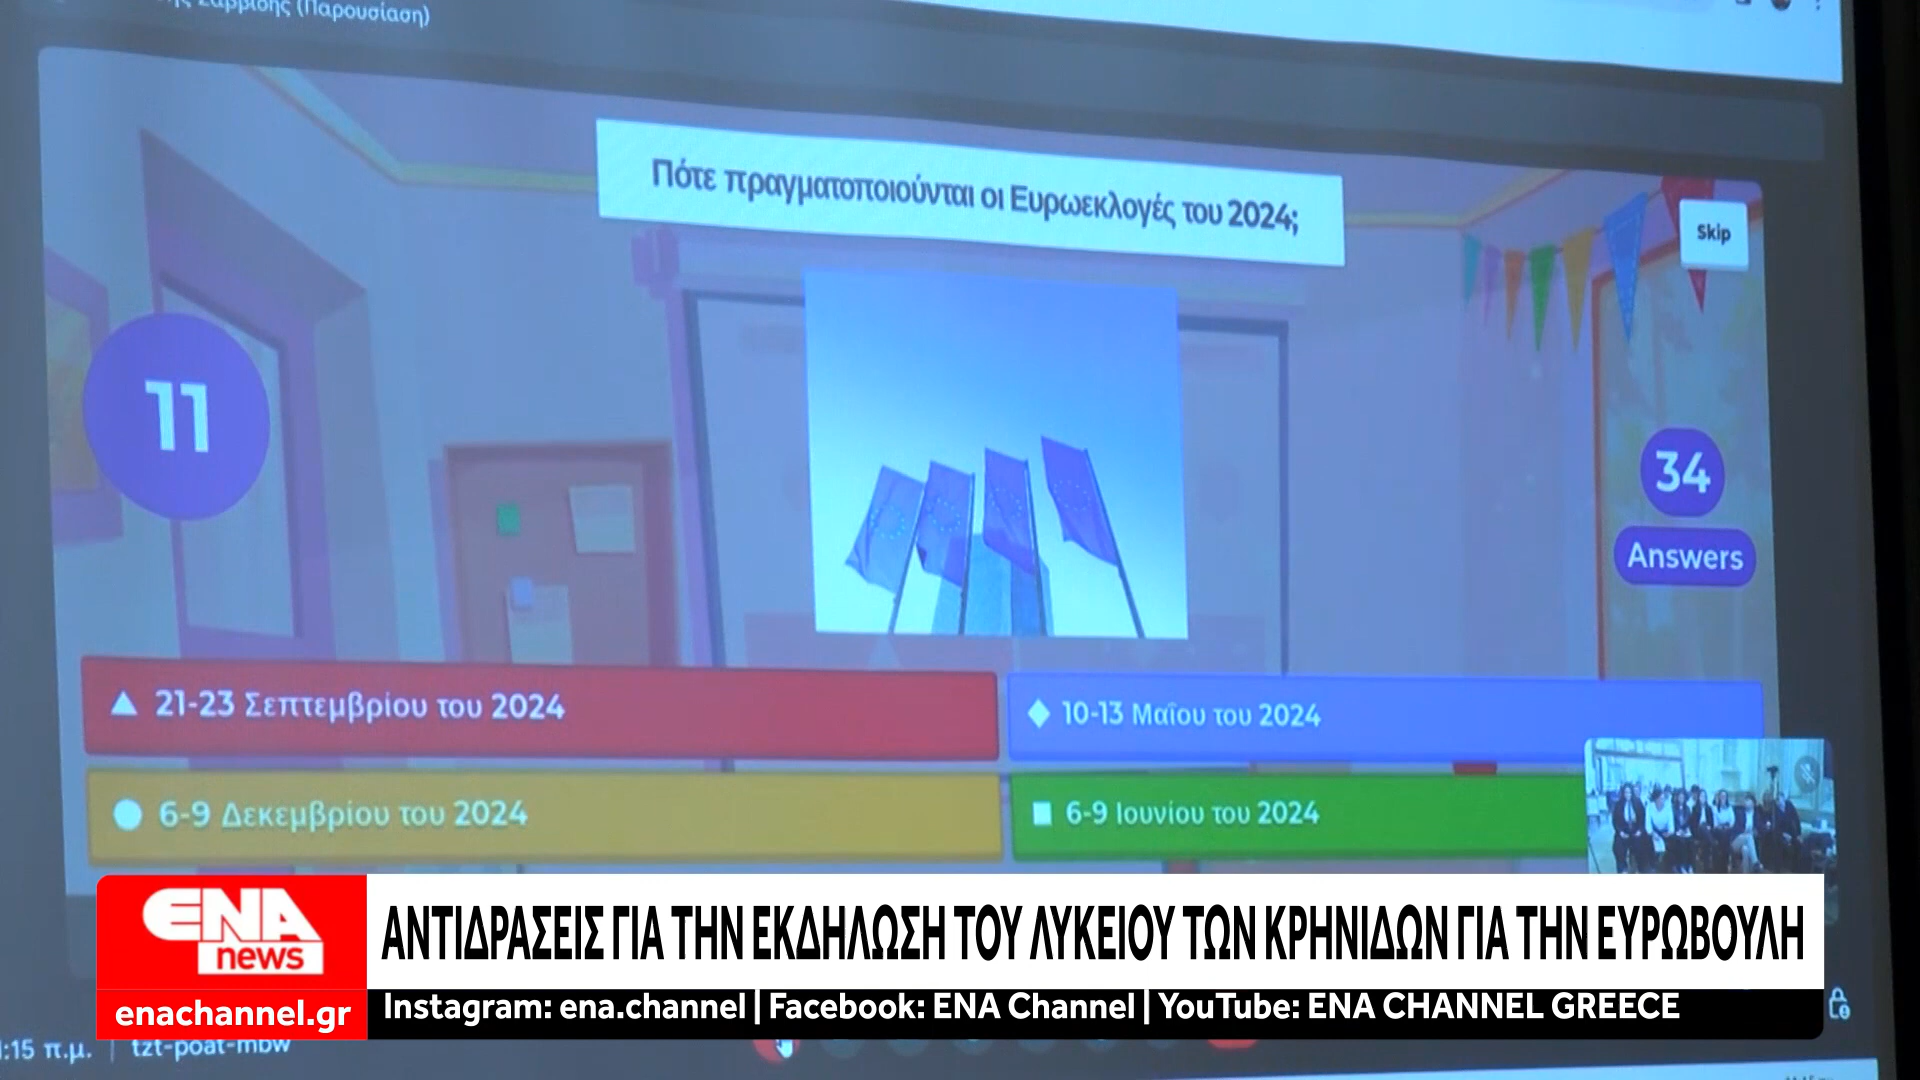 (Παρουσίαση)
Πότε πραγματοποιούνται οι Ευρωεκλογές του 2024;
Skip
11
34
Answers
21-23 Σεπτεμβρίου του 2024
10-13 Μαΐου του 2024
6-9 Δεκεμβρίου του 2024
6-9 Ιουνίου του 2024
ENA
news
ΑΝΤΙΔΡΑΣΕΙΣ ΓΙΑ ΤΗΝ ΕΚΔΗΛΩΣΗ ΤΟΥ ΛΥΚΕΙΟΥ ΤΩΝ ΚΡΗΝΙΔΩΝ ΓΙΑ ΤΗΝ ΕΥΡΩΒΟΥΛΗ
enachannel.gr
Instagram: ena.channel | Facebook: ENA Channel | YouTube: ENA CHANNEL GREECE
:15 π.μ. | tzt-poat-mbw